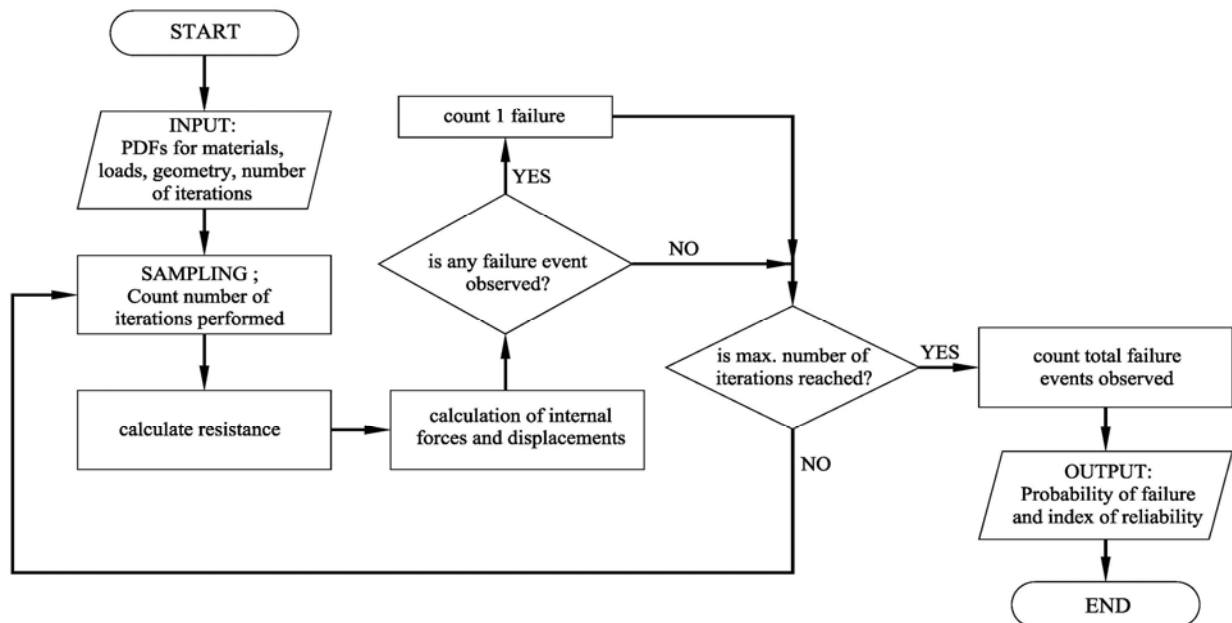 START
INPUT:
PDFs for materials,
loads, geometry, number
of iterations
SAMPLING ;
Count number of
iterations performed
calculate resistance
calculation of internal
forces and displacements
is any failure event
observed?
YES
count 1 failure
NO
is max. number of
iterations reached?
NO
YES
count total failure
events observed
OUTPUT:
Probability of failure
and index of reliability
END